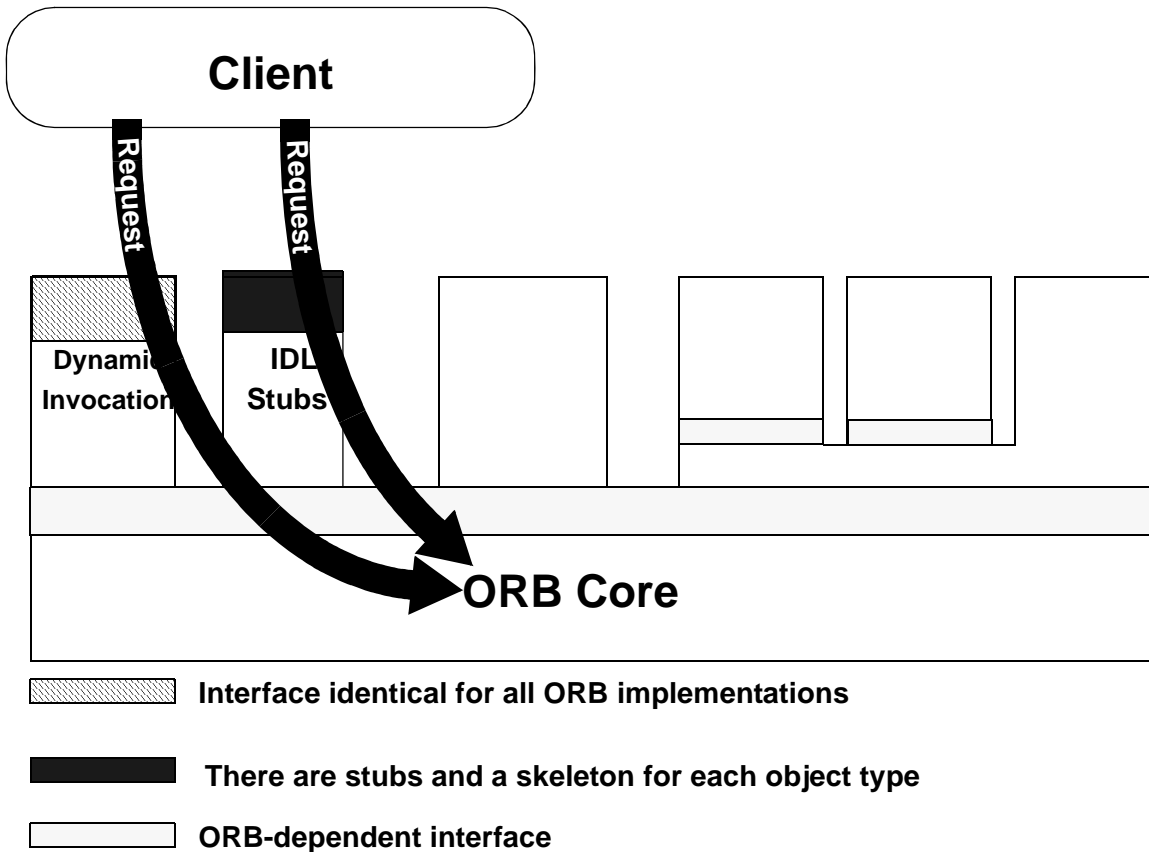 Client
Request
Request
Dynamic
Invocation
IDL
Stubs
ORB Core
Interface identical for all ORB implementations
There are stubs and a skeleton for each object type
ORB-dependent interface